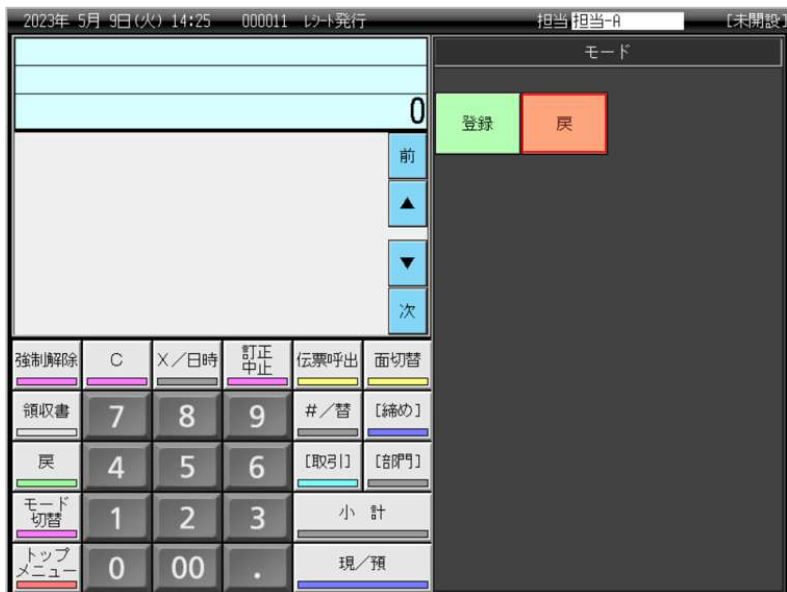 2023年 5月 9日(火) 14:25 000011 レシート発行 担当 担当-A [未開設]
モード
0
登録 戻
前
▲
▼
次
強制解除 C X/日時 訂正 中止 伝票呼出 面切替
領収書 7 8 9 #/替 [締め]
戻 4 5 6 [取引] [部門]
モード 切替 1 2 3 小 計
トップ メニュー 0 00 . 現/預